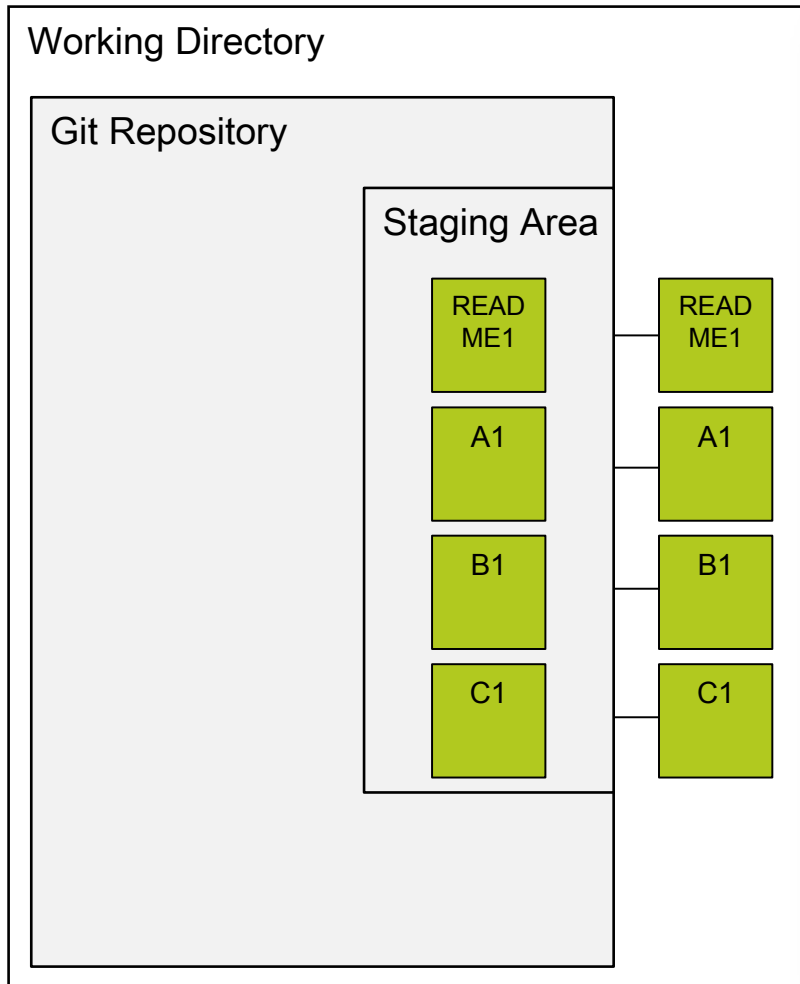 Working Directory
Git Repository
Staging Area
READ
ME1
READ
ME1
A1
A1
B1
B1
C1
C1